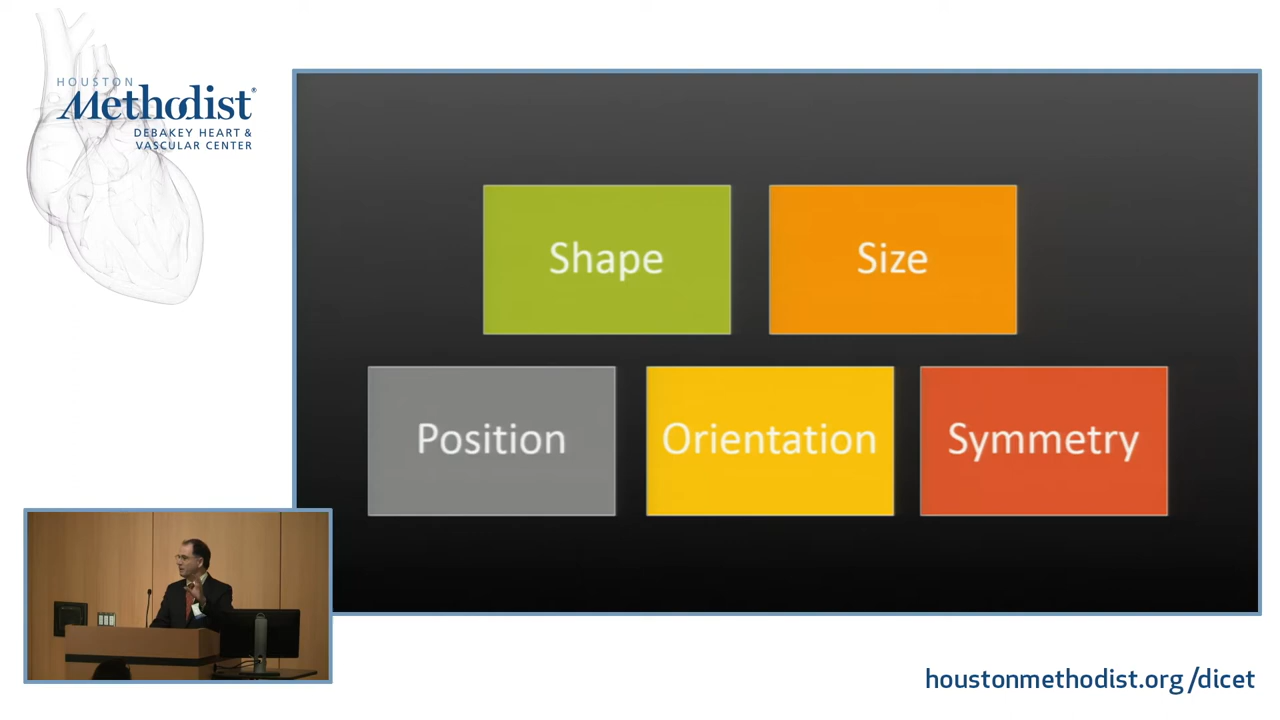 HOUSTON
Methodist®
DEBAKEY HEART &
VASCULAR CENTER
Shape
Size
Position
Orientation
Symmetry
houstonmethodist.org/dicet